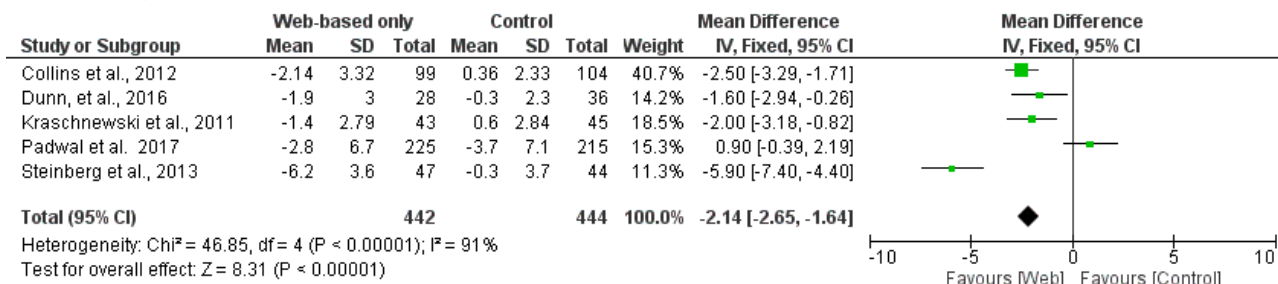 Web-based only Control Mean Difference Mean Difference
Study or Subgroup Mean SD Total Mean SD Total Weight IV, Fixed, 95% CI IV, Fixed, 95% CI
Collins et al., 2012 -2.14 3.32 99 0.36 2.33 104 40.7% -2.50 [-3.29, -1.71]
Dunn, et al., 2016 -1.9 3 28 -0.3 2.3 36 14.2% -1.60 [-2.94, -0.26]
Kraschnewski et al., 2011 -1.4 2.79 43 0.6 2.84 45 18.5% -2.00 [-3.18, -0.82]
Padwal et al. 2017 -2.8 6.7 225 -3.7 7.1 215 15.3% 0.90 [-0.39, 2.19]
Steinberg et al., 2013 -6.2 3.6 47 -0.3 3.7 44 11.3% -5.90 [-7.40, -4.40]
Total (95% CI) 442 444 100.0% -2.14 [-2.65, -1.64]
Heterogeneity: Chi² = 46.85, df = 4 (P < 0.00001); I² = 91%
Test for overall effect: Z = 8.31 (P < 0.00001)
-10 -5 0 5 10
Favours [Web] Favours [Control]